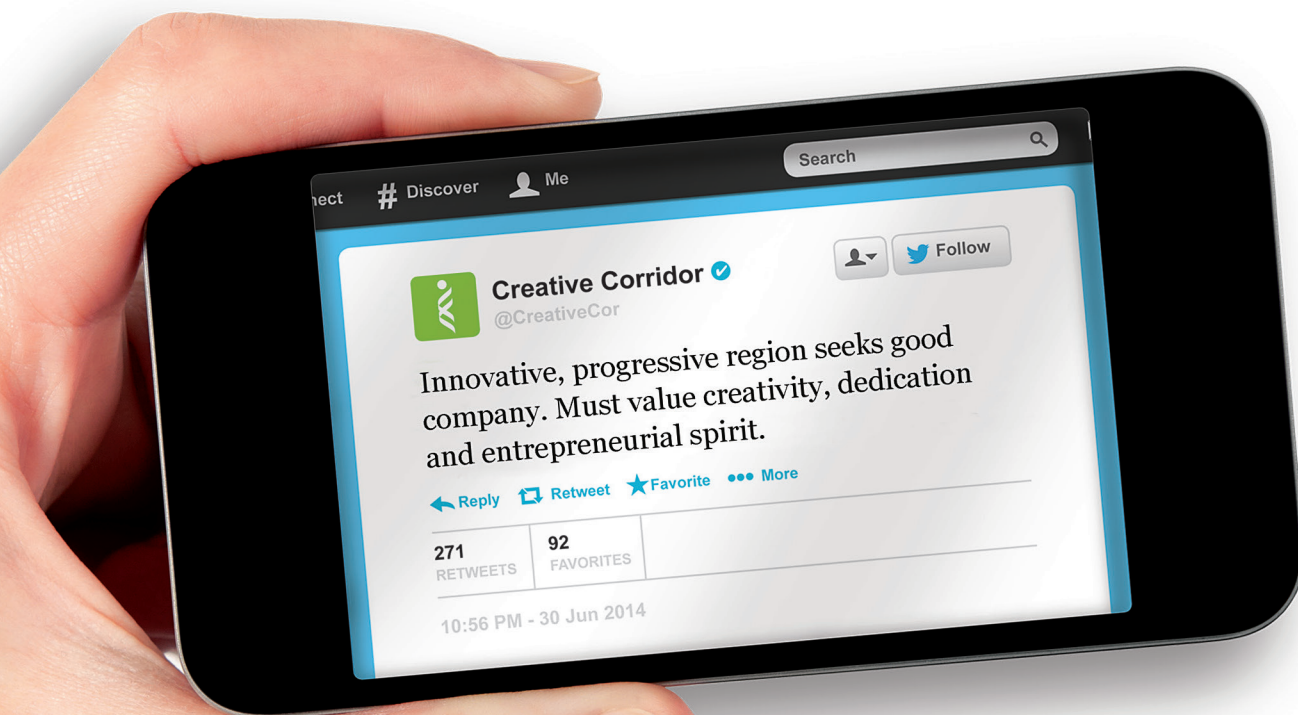 # Discover Me Search
Creative Corridor
Follow
@CreativeCor
Innovative, progressive region seeks good
company. Must value creativity, dedication
and entrepreneurial spirit.
Reply Retweet Favorite ••• More
271 92
RETWEETS FAVORITES
10:56 PM - 30 Jun 2014